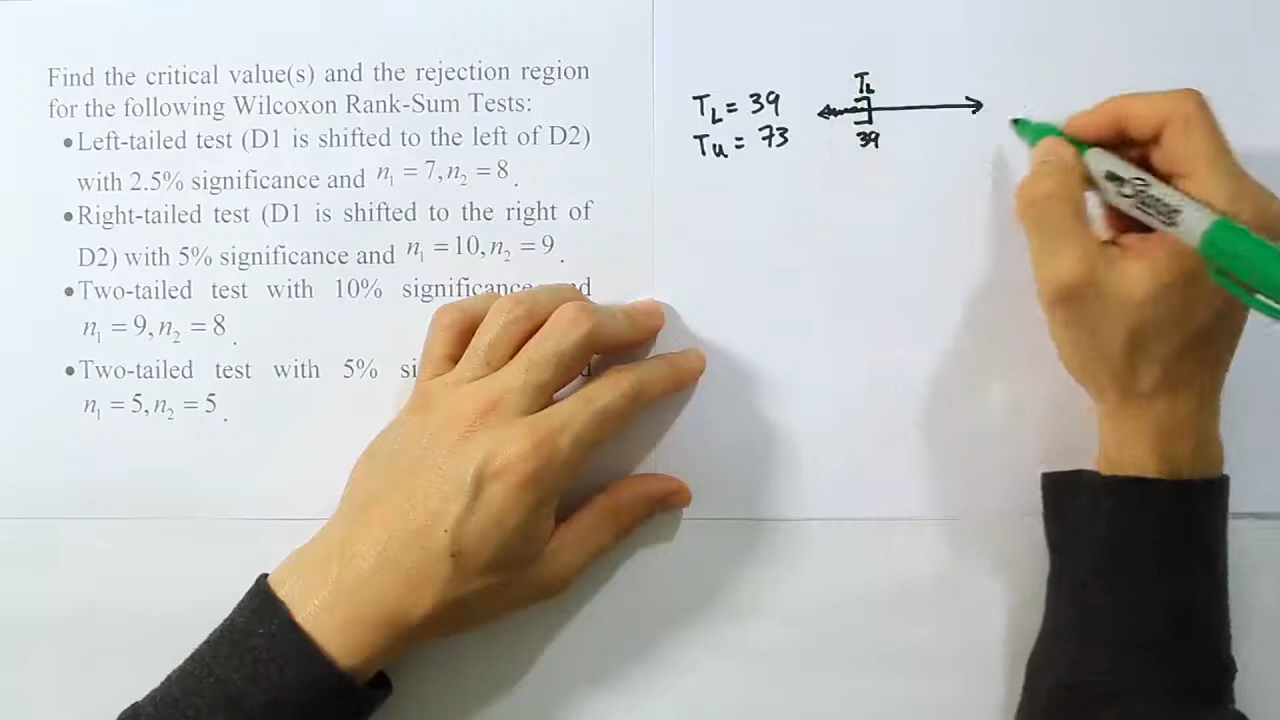 Find the critical value(s) and the rejection region
for the following Wilcoxon Rank-Sum Tests:
• Left-tailed test (D1 is shifted to the left of D2)
with 2.5% significance and n₁ = 7, n₂ = 8.
• Right-tailed test (D1 is shifted to the right of
D2) with 5% significance and n₁ = 10, n₂ = 9.
• Two-tailed test with 10% significance
n₁ = 9, n₂ = 8.
• Two-tailed test with 5%
n₁ = 5, n₂ = 5.
T_L = 39
T_u = 73
T_L
39
Sharpie